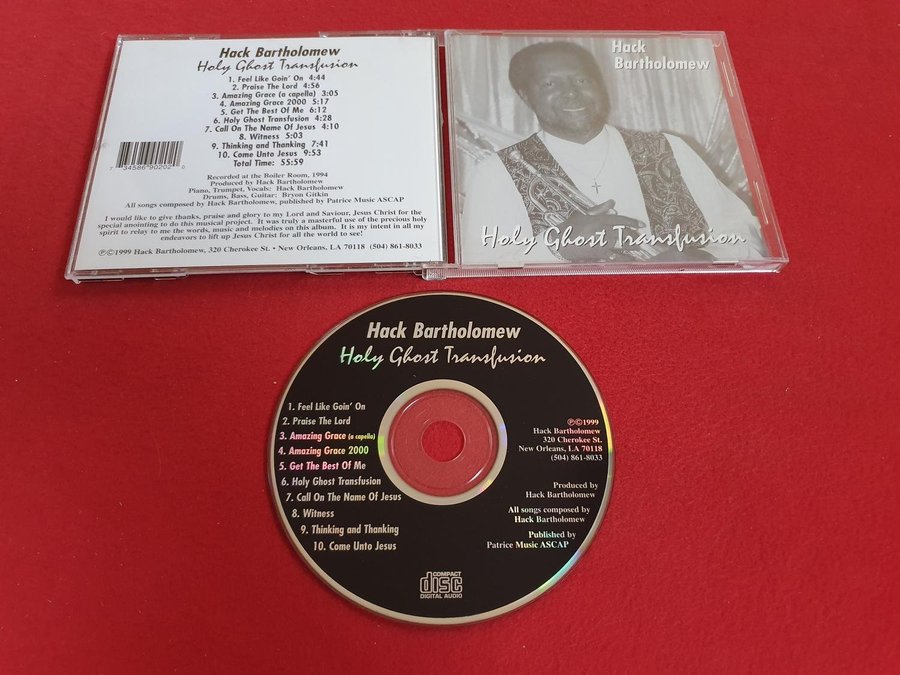 Hack Bartholomew
Holy Ghost Transfusion
1. Feel Like Goin' On 4:44
2. Praise The Lord 4:56
3. Amazing Grace (a capella) 3:05
4. Amazing Grace 2000 5:17
5. Get The Best Of Me 6:12
6. Holy Ghost Transfusion 4:28
7. Call On The Name Of Jesus 4:10
8. Witness 5:03
9. Thinking and Thanking 7:41
10. Come Unto Jesus 9:53
Total Time: 55:59
7 34586 90202 0
Recorded at the Boiler Room, 1994
Produced by Hack Bartholomew
Piano, Trumpet, Vocals: Hack Bartholomew
Drums, Bass, Guitar: Bryon Gitkin
All songs composed by Hack Bartholomew, published by Patrice Music ASCAP
I would like to give thanks, praise and glory to my Lord and Saviour, Jesus Christ for the
special anointing to do this musical project. It was truly a masterful use of the precious holy
spirit to relay to me the words, music and melodies on this album. It is my intent in all my
endeavors to lift up Jesus Christ for all the world to see!
℗©1999 Hack Bartholomew, 320 Cherokee St. • New Orleans, LA 70118 (504) 861-8033
Hack
Bartholomew
Holy Ghost Transfusion
Hack Bartholomew
Holy Ghost Transfusion
1. Feel Like Goin' On
2. Praise The Lord
3. Amazing Grace (a capella)
4. Amazing Grace 2000
5. Get The Best Of Me
6. Holy Ghost Transfusion
7. Call On The Name Of Jesus
8. Witness
9. Thinking and Thanking
10. Come Unto Jesus
℗©1999
Hack Bartholomew
320 Cherokee St.
New Orleans, LA 70118
(504) 861-8033
Produced by
Hack Bartholomew
All songs composed by
Hack Bartholomew
Published by
Patrice Music ASCAP
COMPACT
disc
DIGITAL AUDIO